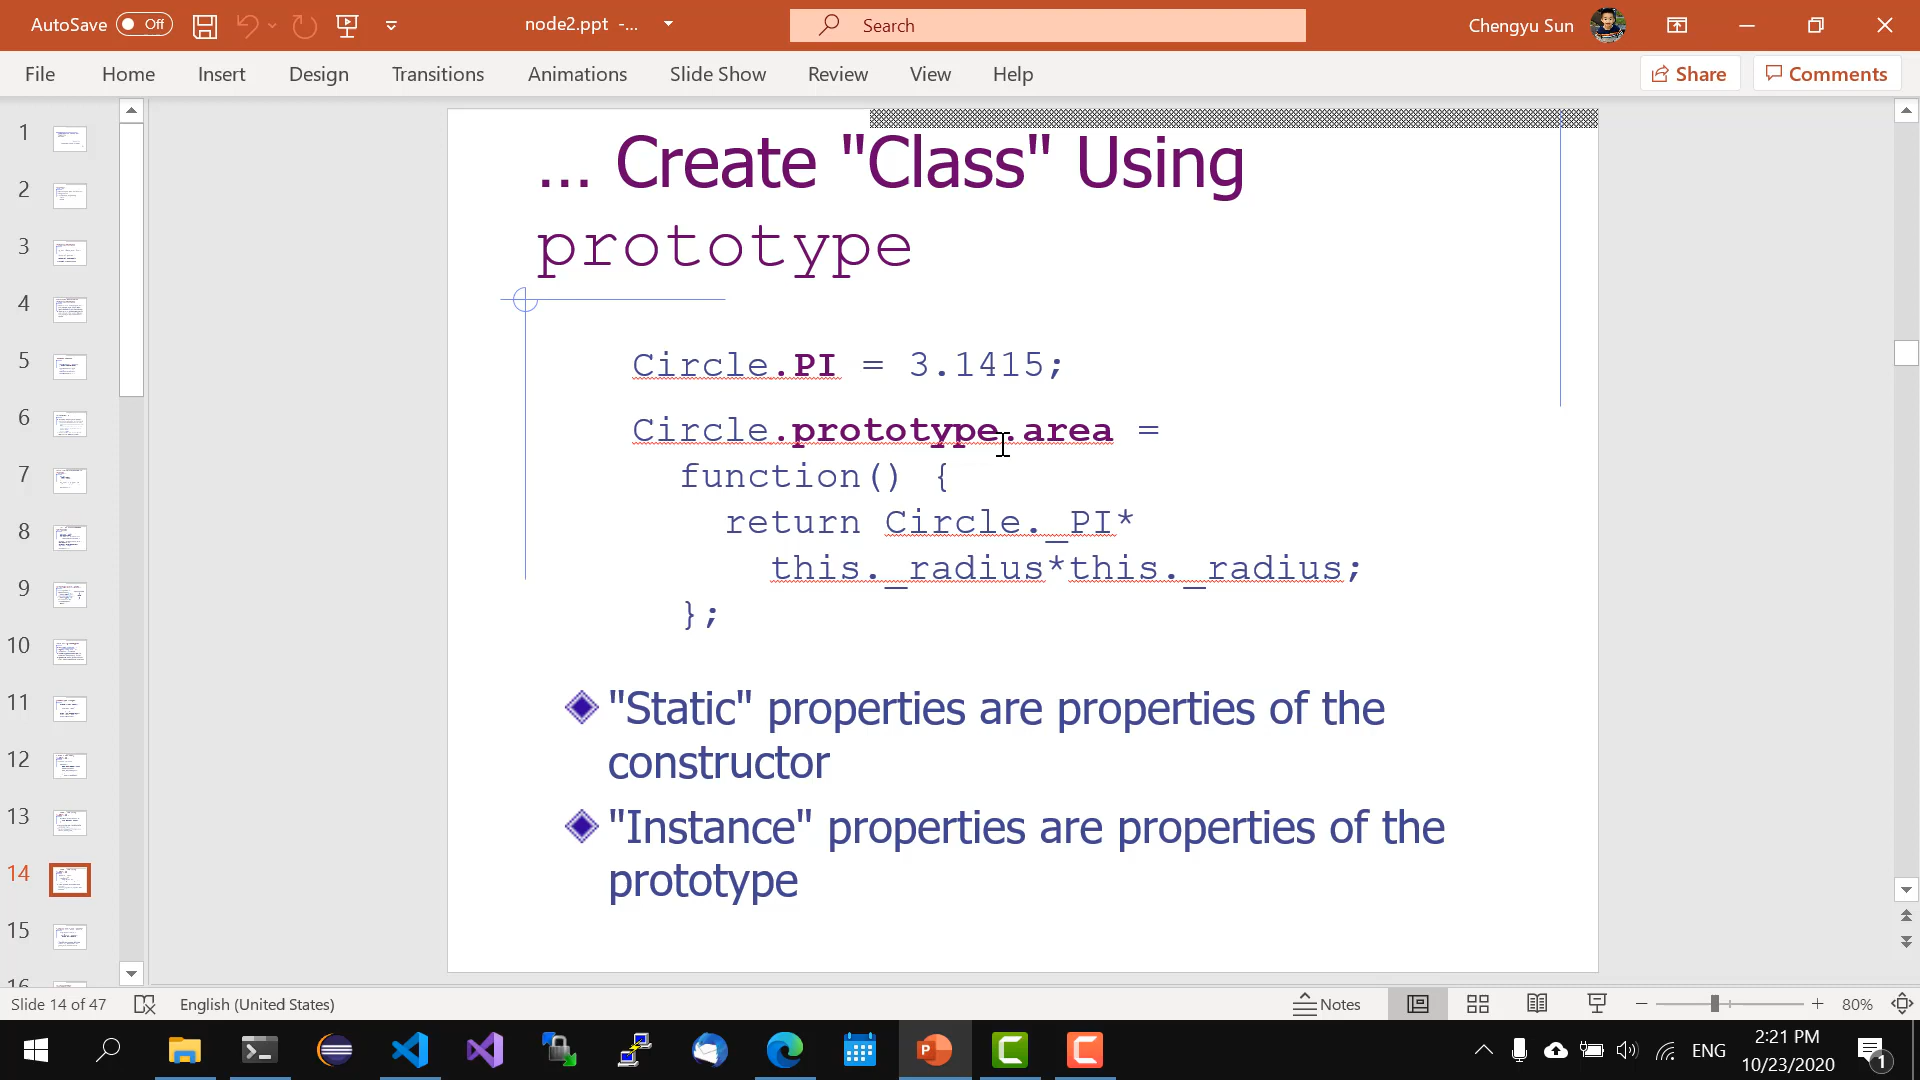 AutoSave Off node2.ppt -... Search Chengyu Sun
File Home Insert Design Transitions Animations Slide Show Review View Help Share Comments
1
2
3
4
5
6
7
8
9
10
11
12
13
14
15
16
... Create "Class" Using
prototype
Circle.PI = 3.1415;
Circle.prototype.area =
function() {
return Circle._PI*
this._radius*this._radius;
};
"Static" properties are properties of the
constructor
"Instance" properties are properties of the
prototype
Slide 14 of 47 English (United States) Notes 80%
ENG 2:21 PM
10/23/2020 1